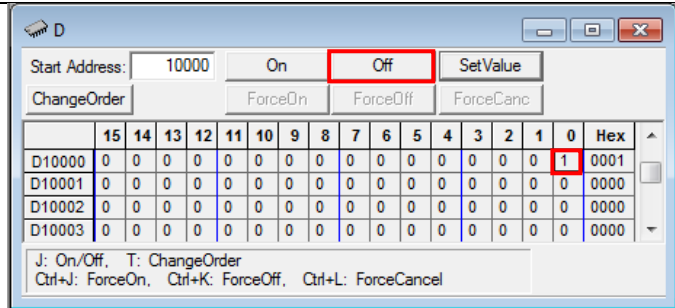 D
Start Address: 10000 On Off SetValue
ChangeOrder ForceOn ForceOff ForceCanc
15 14 13 12 11 10 9 8 7 6 5 4 3 2 1 0 Hex
D10000 0 0 0 0 0 0 0 0 0 0 0 0 0 0 0 1 0001
D10001 0 0 0 0 0 0 0 0 0 0 0 0 0 0 0 0 0000
D10002 0 0 0 0 0 0 0 0 0 0 0 0 0 0 0 0 0000
D10003 0 0 0 0 0 0 0 0 0 0 0 0 0 0 0 0 0000
J: On/Off, T: ChangeOrder
Ctrl+J: ForceOn, Ctrl+K: ForceOff, Ctrl+L: ForceCancel